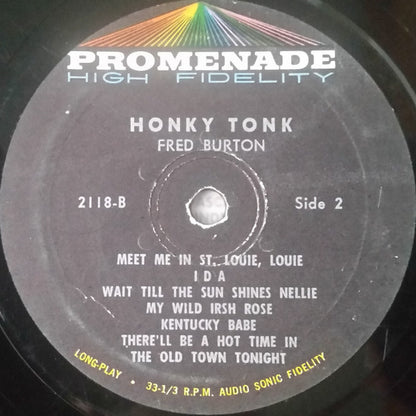 PROMENADE
HIGH FIDELITY
HONKY TONK
FRED BURTON
2118-B
Side 2
MEET ME IN ST. LOUIE, LOUIE
I D A
WAIT TILL THE SUN SHINES NELLIE
MY WILD IRSH ROSE
KENTUCKY BABE
THERE'LL BE A HOT TIME IN
THE OLD TOWN TONIGHT
LONG-PLAY • 33-1/3 R.P.M. AUDIO SONIC FIDELITY